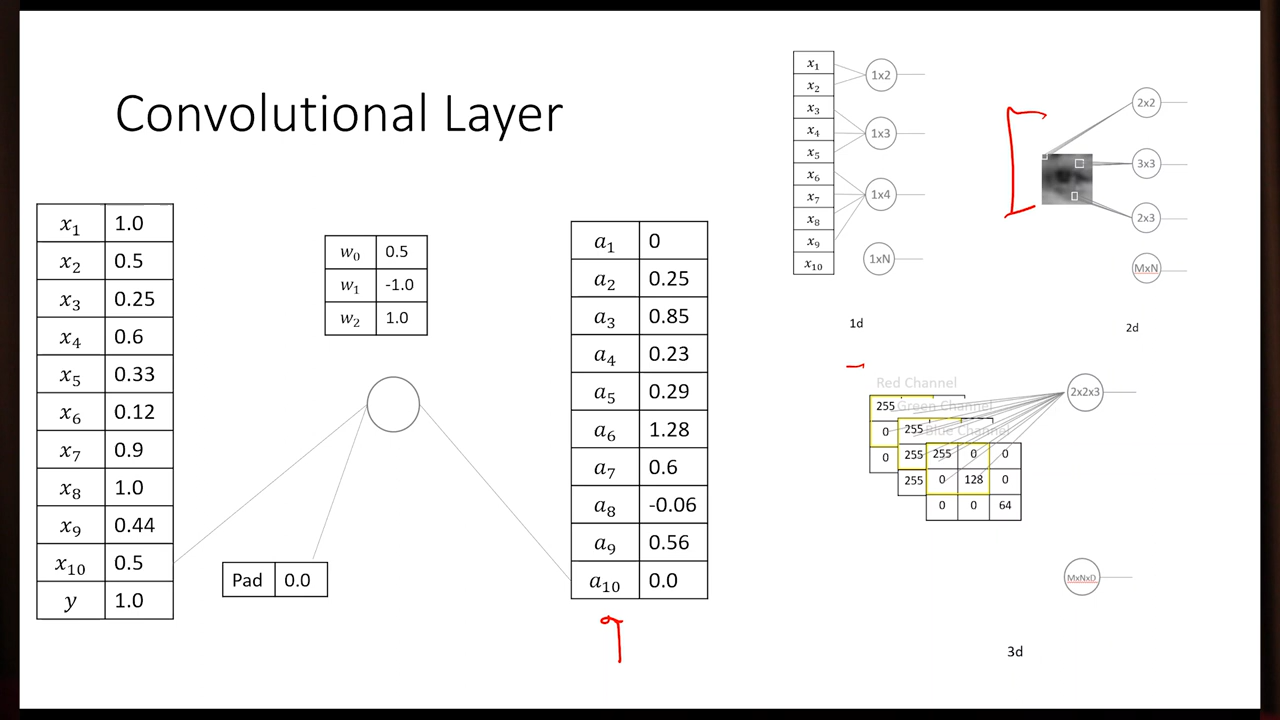 Convolutional Layer
x1 1.0
x2 0.5
x3 0.25
x4 0.6
x5 0.33
x6 0.12
x7 0.9
x8 1.0
x9 0.44
x10 0.5
y 1.0
w0 0.5
w1 -1.0
w2 1.0
Pad 0.0
a1 0
a2 0.25
a3 0.85
a4 0.23
a5 0.29
a6 1.28
a7 0.6
a8 -0.06
a9 0.56
a10 0.0
x1
x2
x3
x4
x5
x6
x7
x8
x9
x10
1x2
1x3
1x4
1xN
1d
2x2
3x3
2x3
MxN
2d
Red Channel
255
0
0
Green Channel
255
255
255
Blue Channel
255 0 0
0 128 0
0 0 64
2x2x3
MxNxD
3d